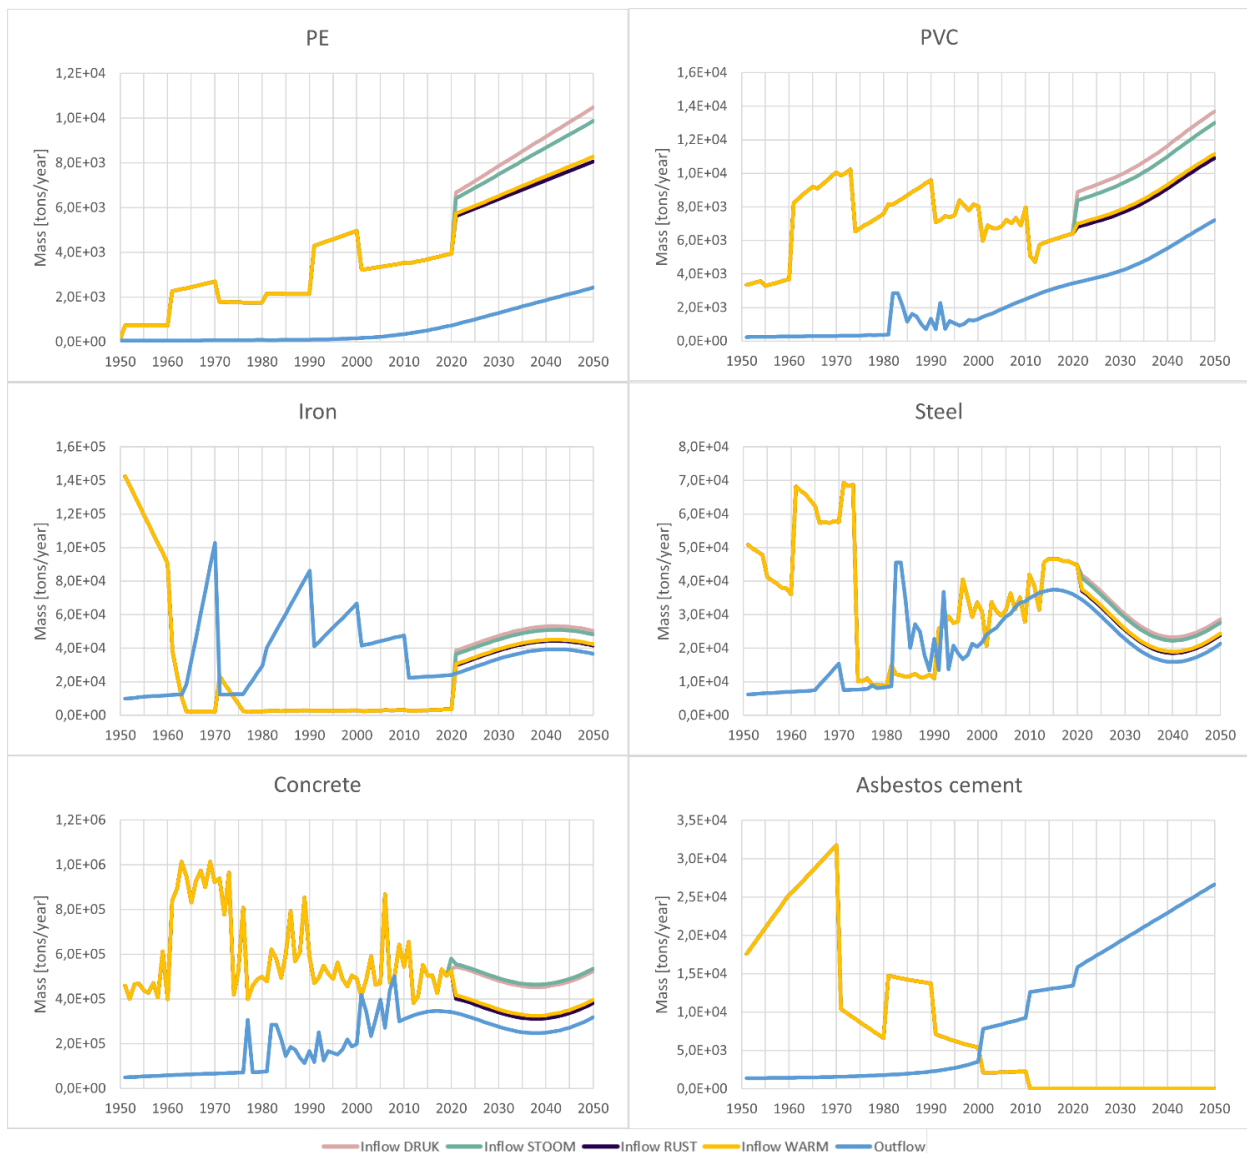 PE
Mass [tons/year]
1,2E+04
1,0E+04
8,0E+03
6,0E+03
4,0E+03
2,0E+03
0,0E+00
1950 1960 1970 1980 1990 2000 2010 2020 2030 2040 2050
PVC
Mass [tons/year]
1,6E+04
1,4E+04
1,2E+04
1,0E+04
8,0E+03
6,0E+03
4,0E+03
2,0E+03
0,0E+00
1950 1960 1970 1980 1990 2000 2010 2020 2030 2040 2050
Iron
Mass [tons/year]
1,6E+05
1,4E+05
1,2E+05
1,0E+05
8,0E+04
6,0E+04
4,0E+04
2,0E+04
0,0E+00
1950 1960 1970 1980 1990 2000 2010 2020 2030 2040 2050
Steel
Mass [tons/year]
8,0E+04
7,0E+04
6,0E+04
5,0E+04
4,0E+04
3,0E+04
2,0E+04
1,0E+04
0,0E+00
1950 1960 1970 1980 1990 2000 2010 2020 2030 2040 2050
Concrete
Mass [tons/year]
1,2E+06
1,0E+06
8,0E+05
6,0E+05
4,0E+05
2,0E+05
0,0E+00
1950 1960 1970 1980 1990 2000 2010 2020 2030 2040 2050
Asbestos cement
Mass [tons/year]
3,5E+04
3,0E+04
2,5E+04
2,0E+04
1,5E+04
1,0E+04
5,0E+03
0,0E+00
1950 1960 1970 1980 1990 2000 2010 2020 2030 2040 2050
Inflow DRUK Inflow STOOM Inflow RUST Inflow WARM Outflow